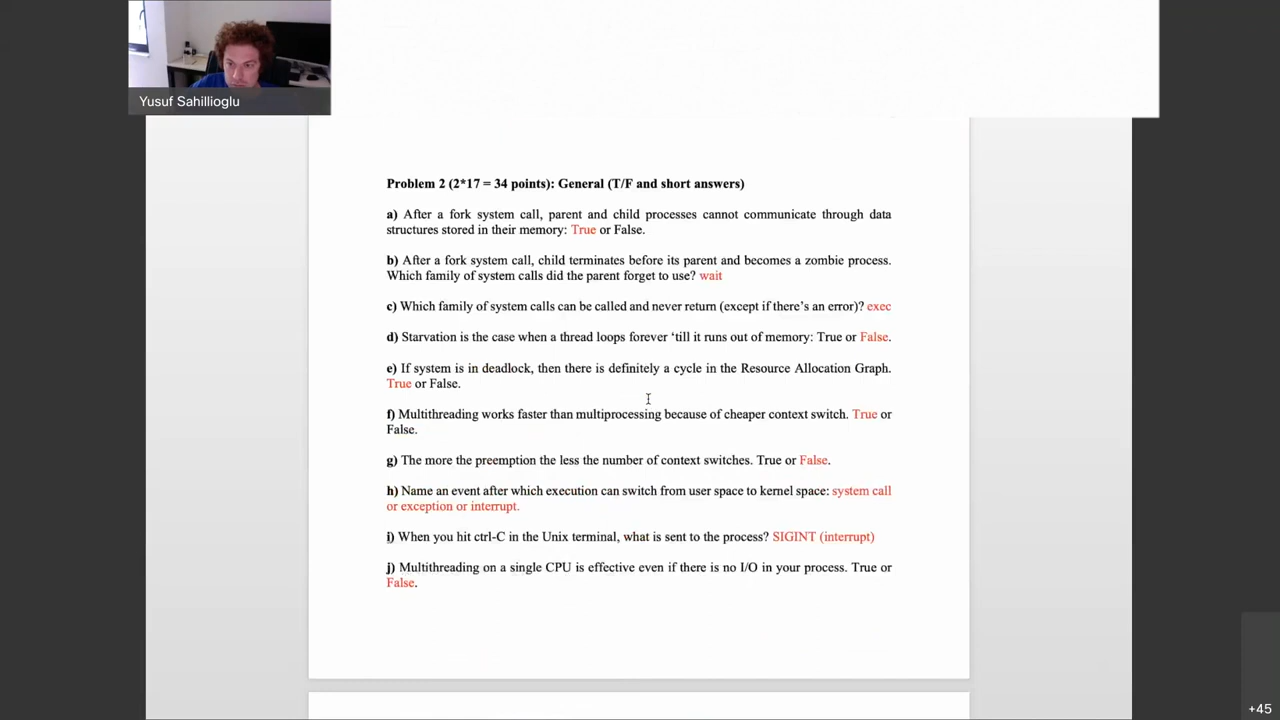 Yusuf Sahillioglu
Problem 2 (2*17 = 34 points): General (T/F and short answers)
a) After a fork system call, parent and child processes cannot communicate through data
structures stored in their memory: True or False.
b) After a fork system call, child terminates before its parent and becomes a zombie process.
Which family of system calls did the parent forget to use? wait
c) Which family of system calls can be called and never return (except if there's an error)? exec
d) Starvation is the case when a thread loops forever ‘till it runs out of memory: True or False.
e) If system is in deadlock, then there is definitely a cycle in the Resource Allocation Graph.
True or False.
f) Multithreading works faster than multiprocessing because of cheaper context switch. True or
False.
g) The more the preemption the less the number of context switches. True or False.
h) Name an event after which execution can switch from user space to kernel space: system call
or exception or interrupt.
i) When you hit ctrl-C in the Unix terminal, what is sent to the process? SIGINT (interrupt)
j) Multithreading on a single CPU is effective even if there is no I/O in your process. True or
False.
+45